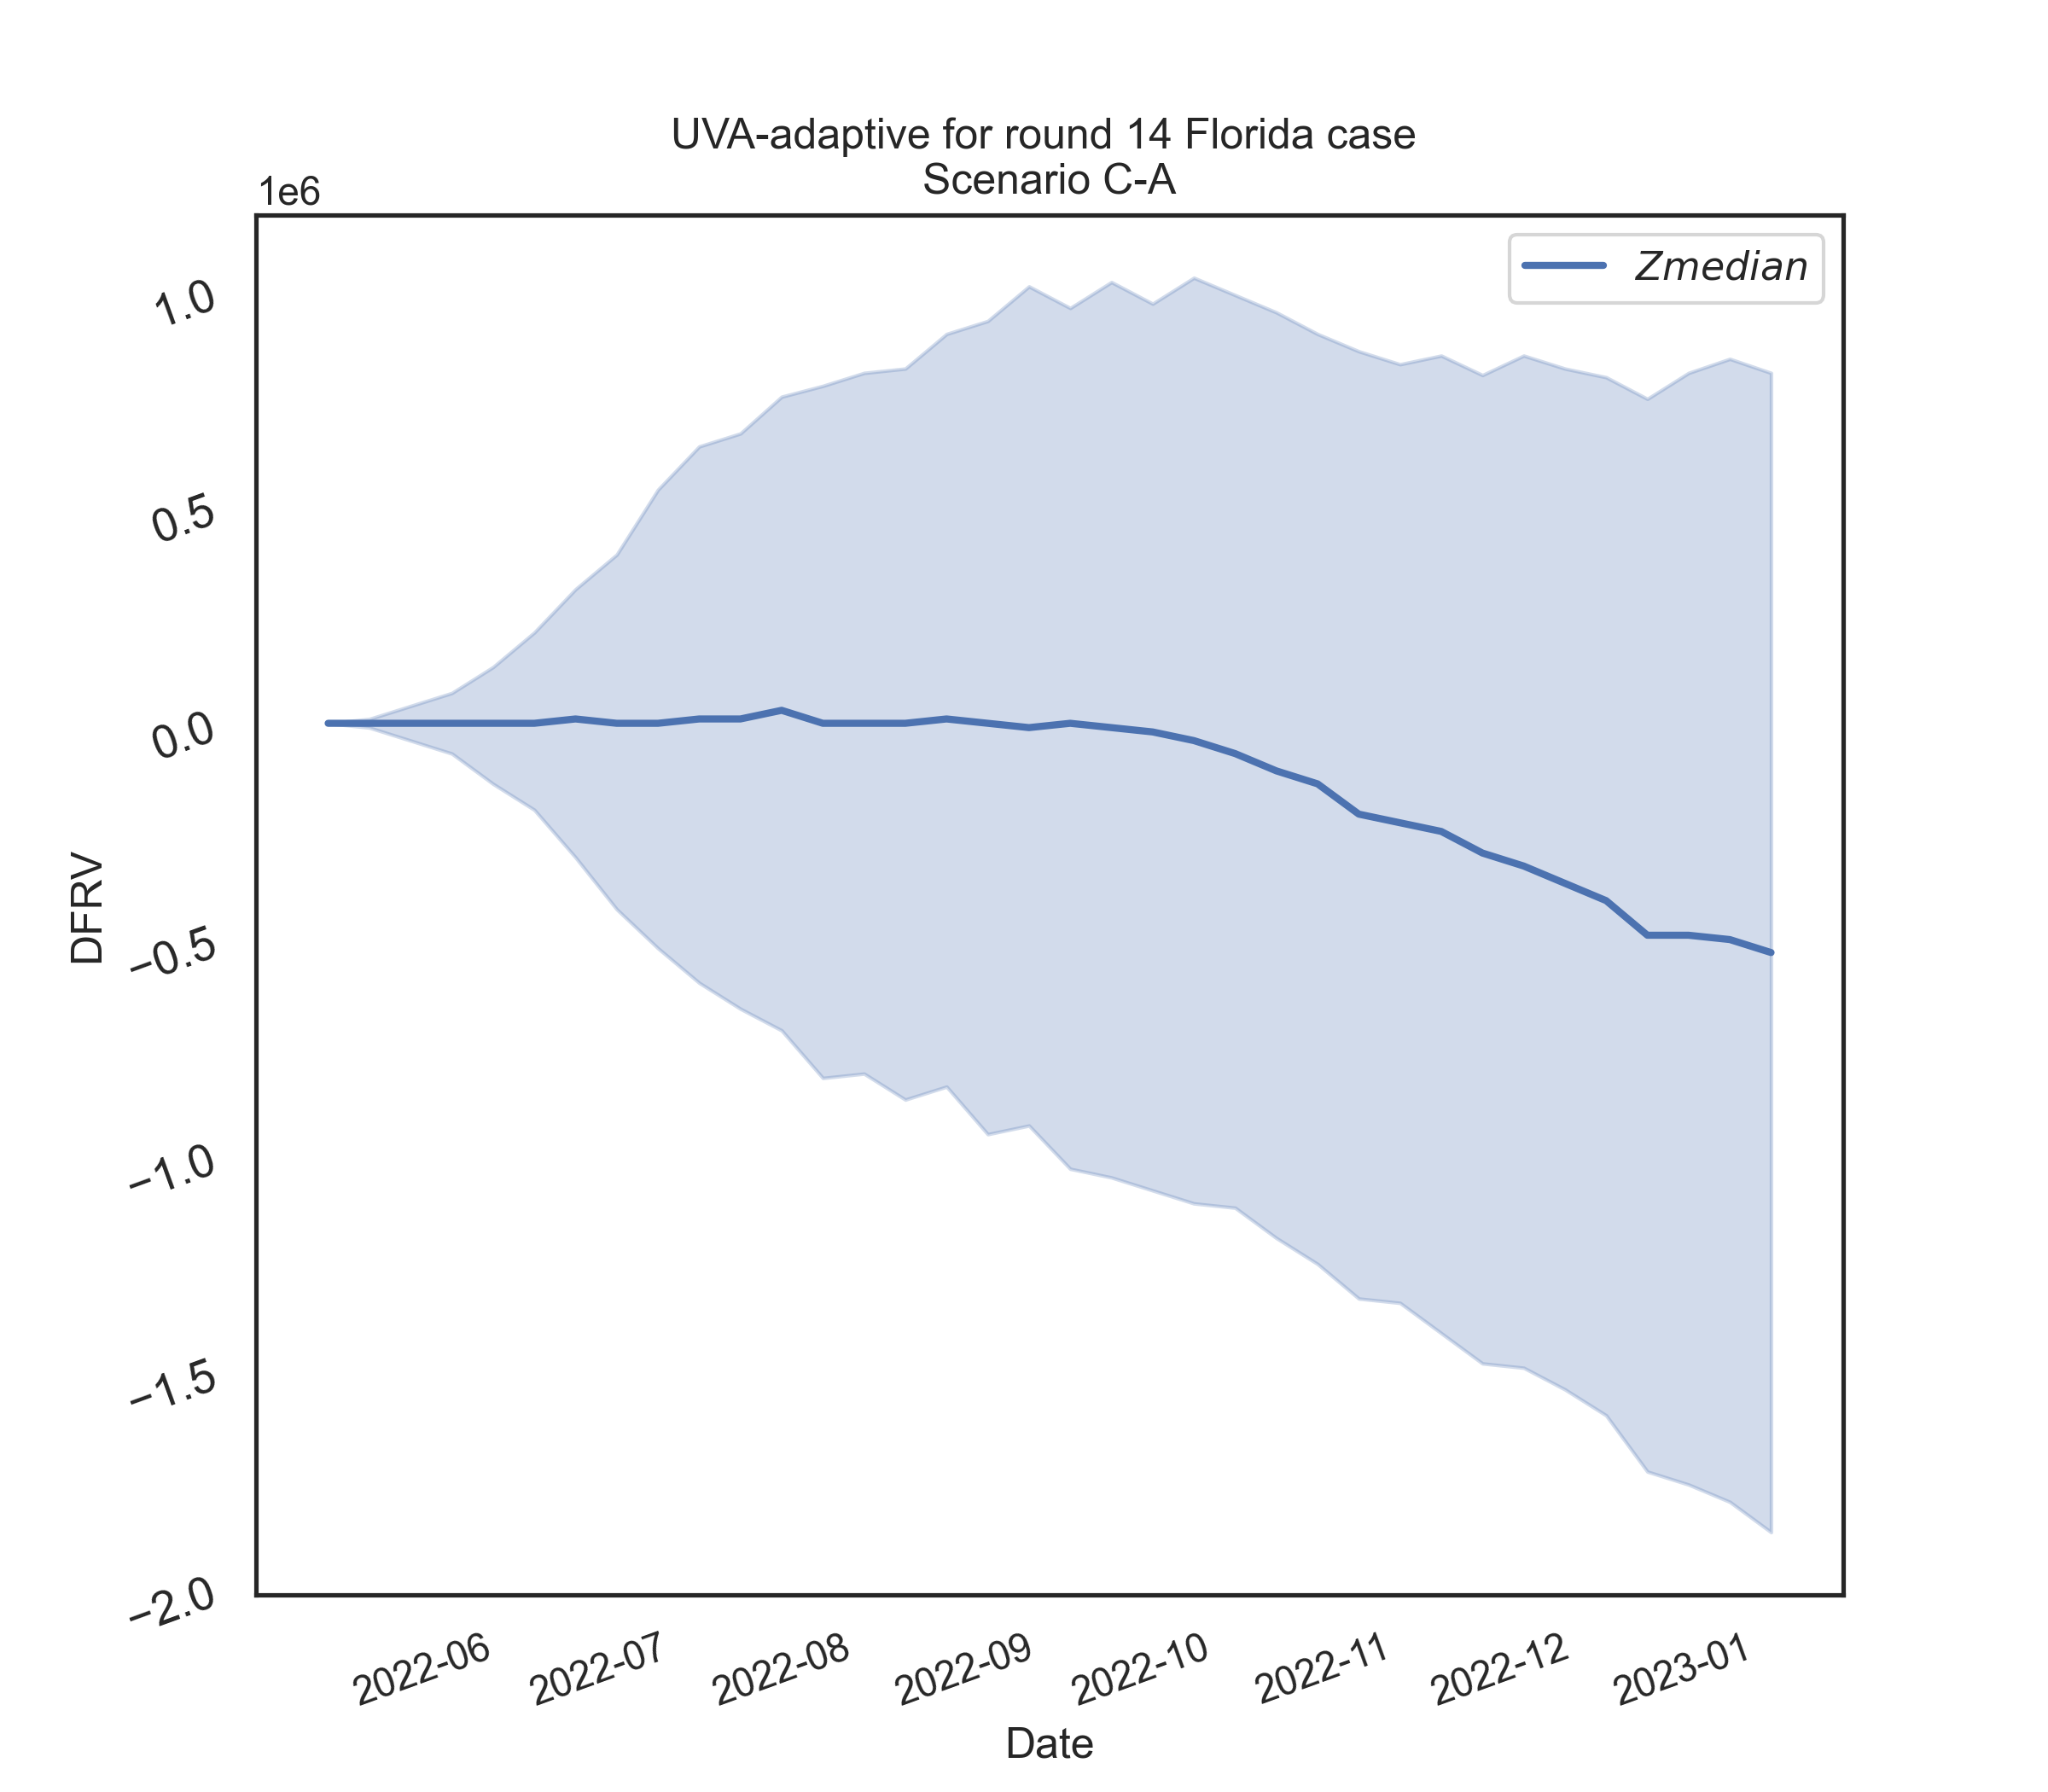 UVA-adaptive for round 14 Florida case
Scenario C-A
1e6
Zmedian
1.0
0.5
0.0
−0.5
−1.0
−1.5
−2.0
DFRV
2022-06
2022-07
2022-08
2022-09
2022-10
2022-11
2022-12
2023-01
Date